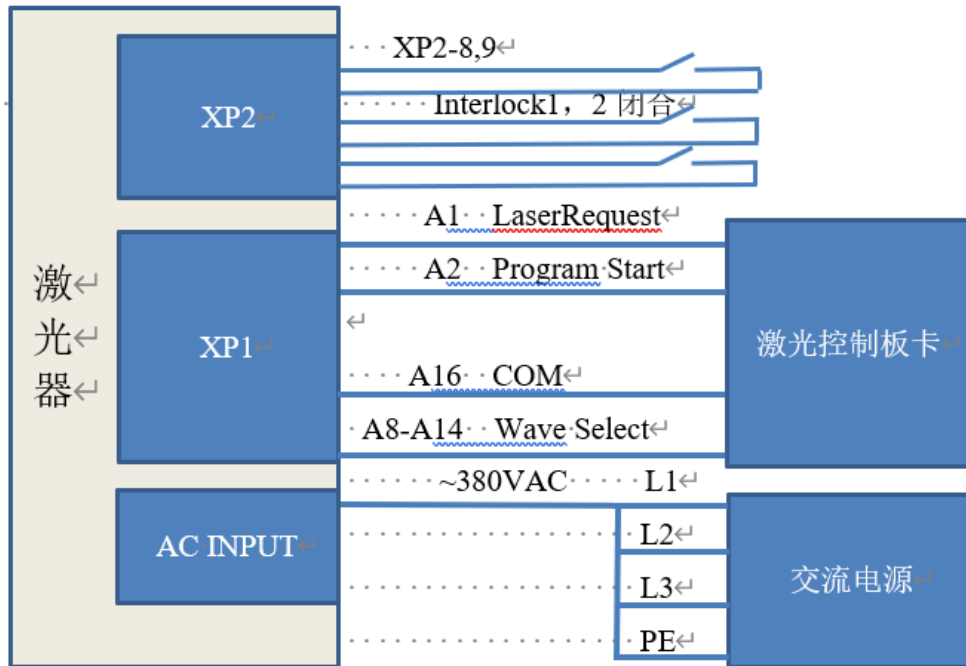 XP2-8,9
XP2
Interlock1，2 闭合
A1 LaserRequest
A2 Program Start
激
光
器
XP1
激光控制板卡
A16 COM
A8-A14 Wave Select
~380VAC L1
AC INPUT
L2
L3
交流电源
PE